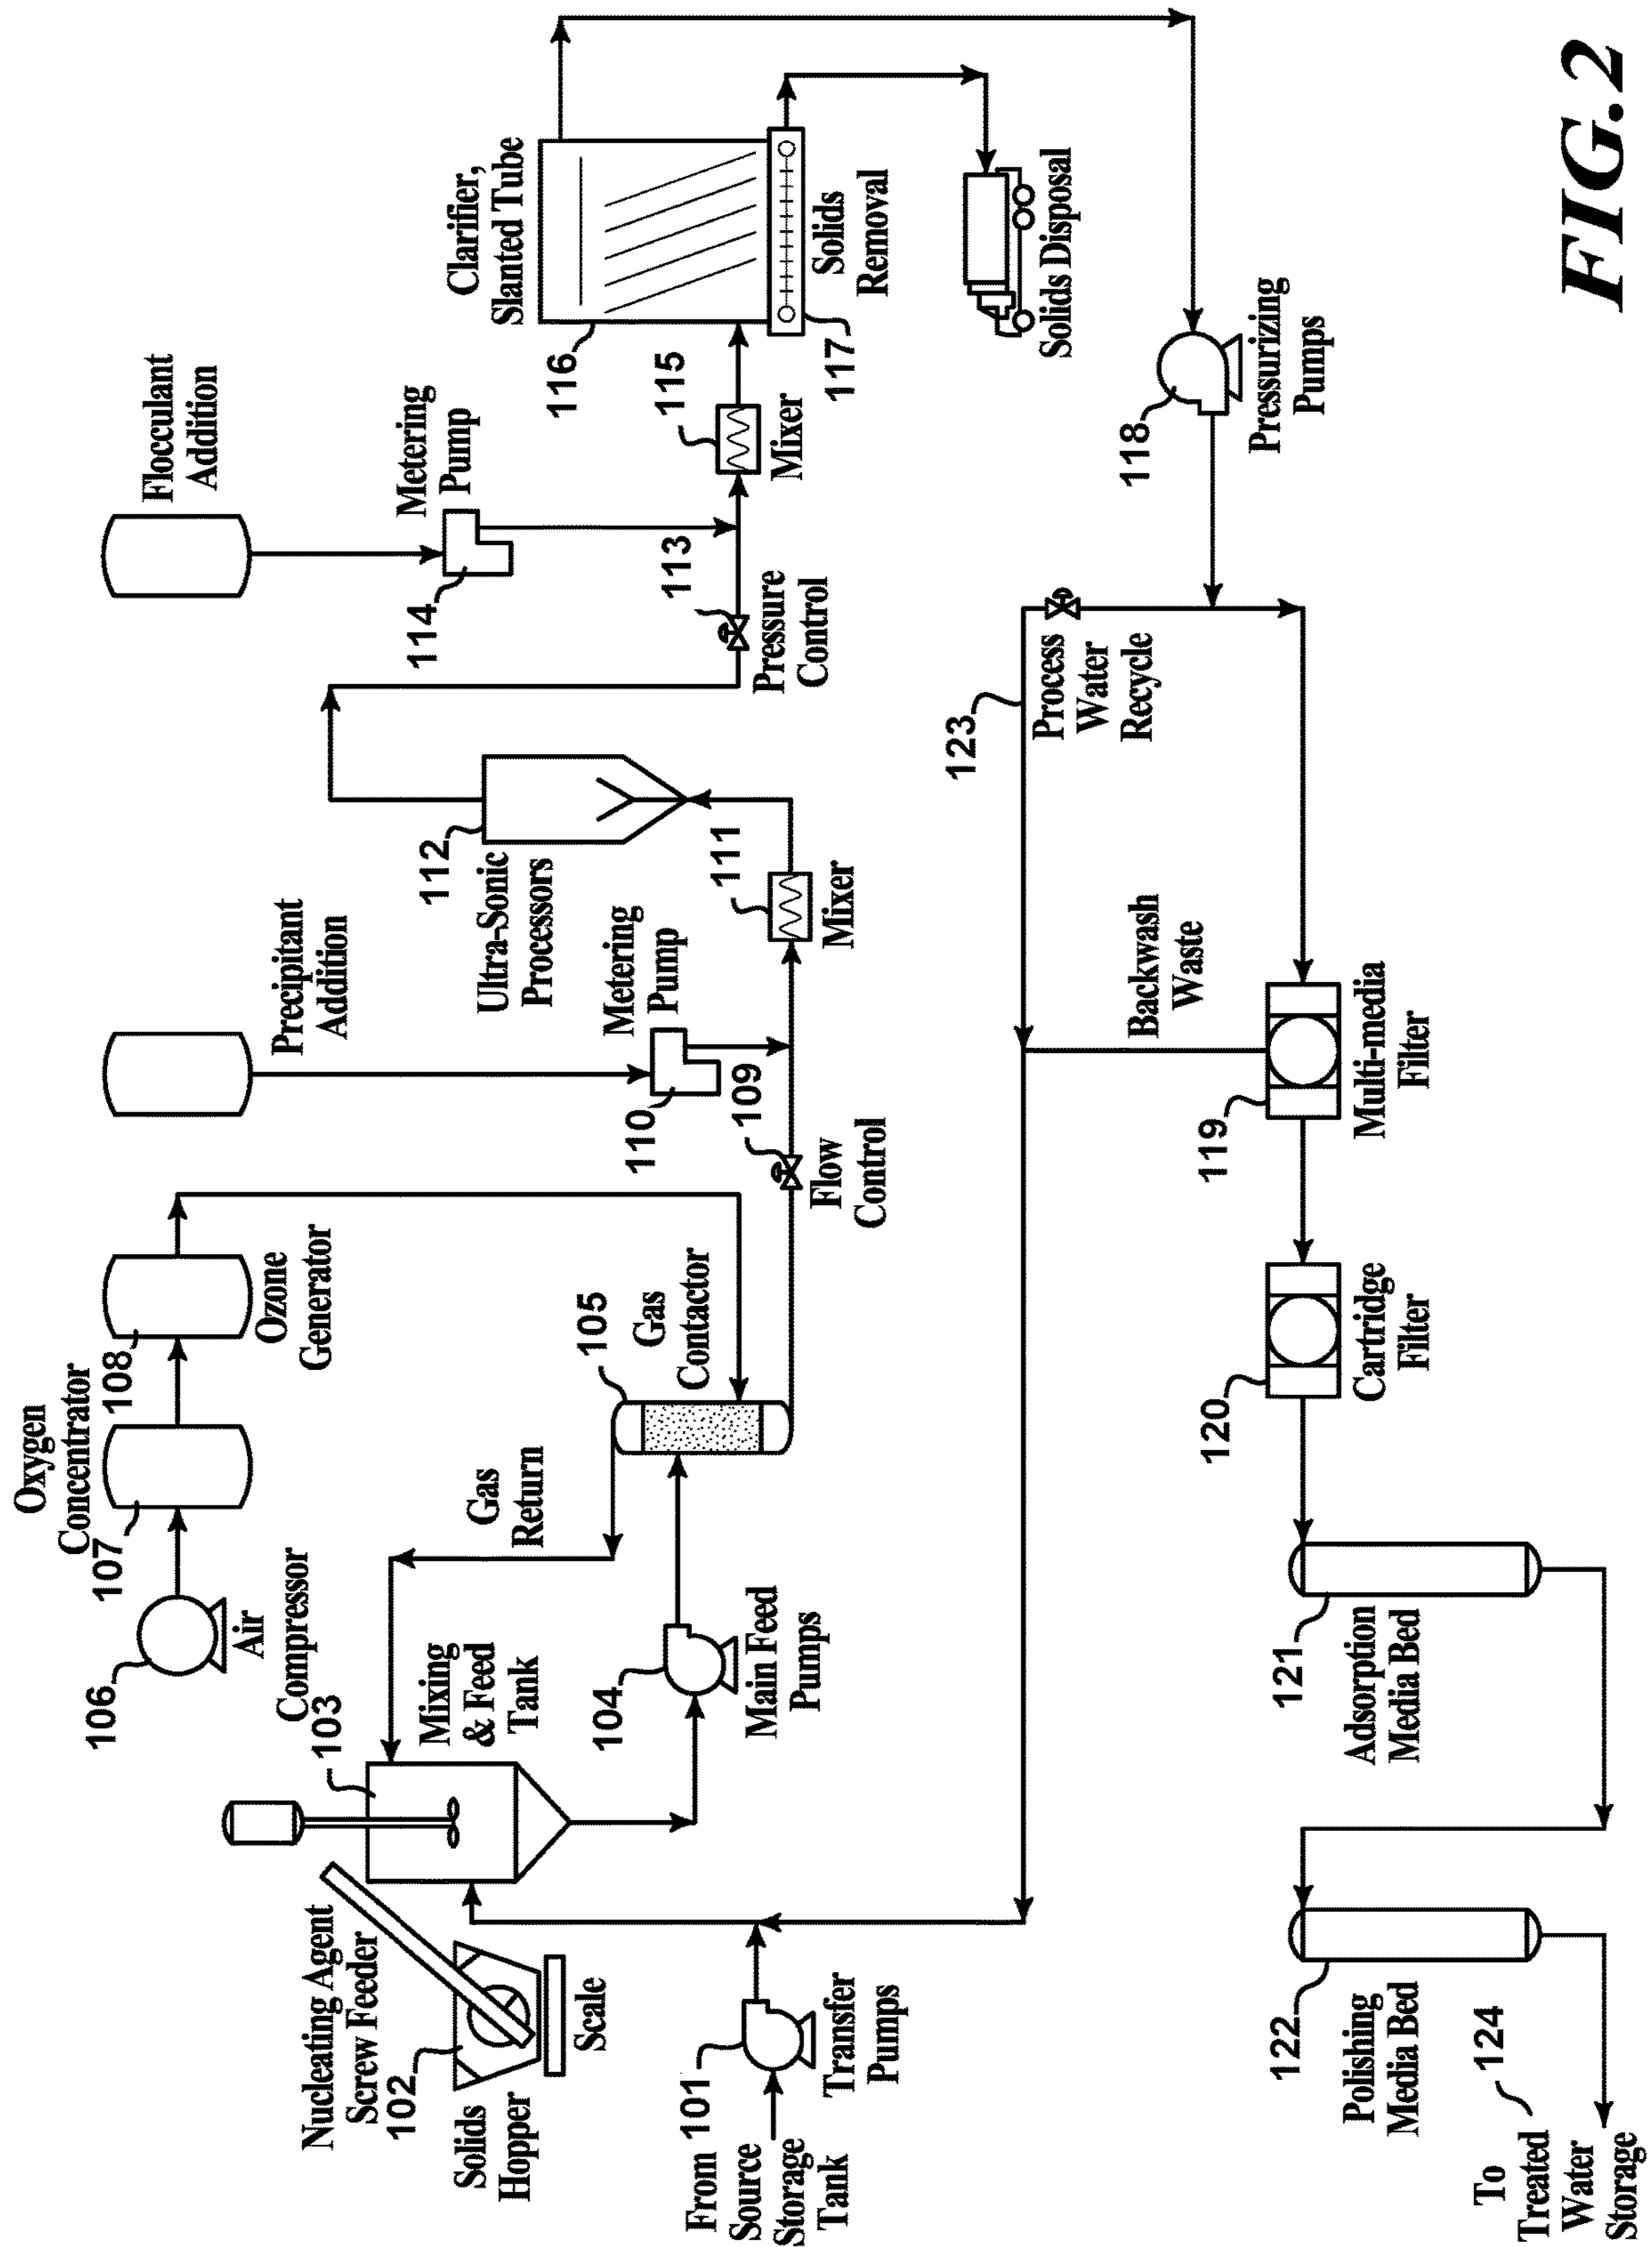 Flocculant
Addition
Metering
Pump
114
Clarifier,
Slanted Tube
116
115
Mixer
113
Pressure
Control
117
Solids
Removal
Solids Disposal
Precipitant
Addition
Metering
Pump
110
109
Flow
Control
111
Mixer
112
Ultra-Sonic
Processors
Oxygen
Concentrator
107
108
Ozone
Generator
106
Air
Compressor
103
Mixing
& Feed
Tank
Gas
Return
105
Gas
Contactor
104
Main Feed
Pumps
Nucleating Agent
Screw Feeder
102
Solids
Hopper
Scale
From
Source
Storage
Tank
101
Transfer
Pumps
123
Process
Water
Recycle
118
Pressurizing
Pumps
Backwash
Waste
119
Multi-media
Filter
120
Cartridge
Filter
121
Adsorption
Media Bed
122
Polishing
Media Bed
124
To
Treated
Water
Storage
FIG.2